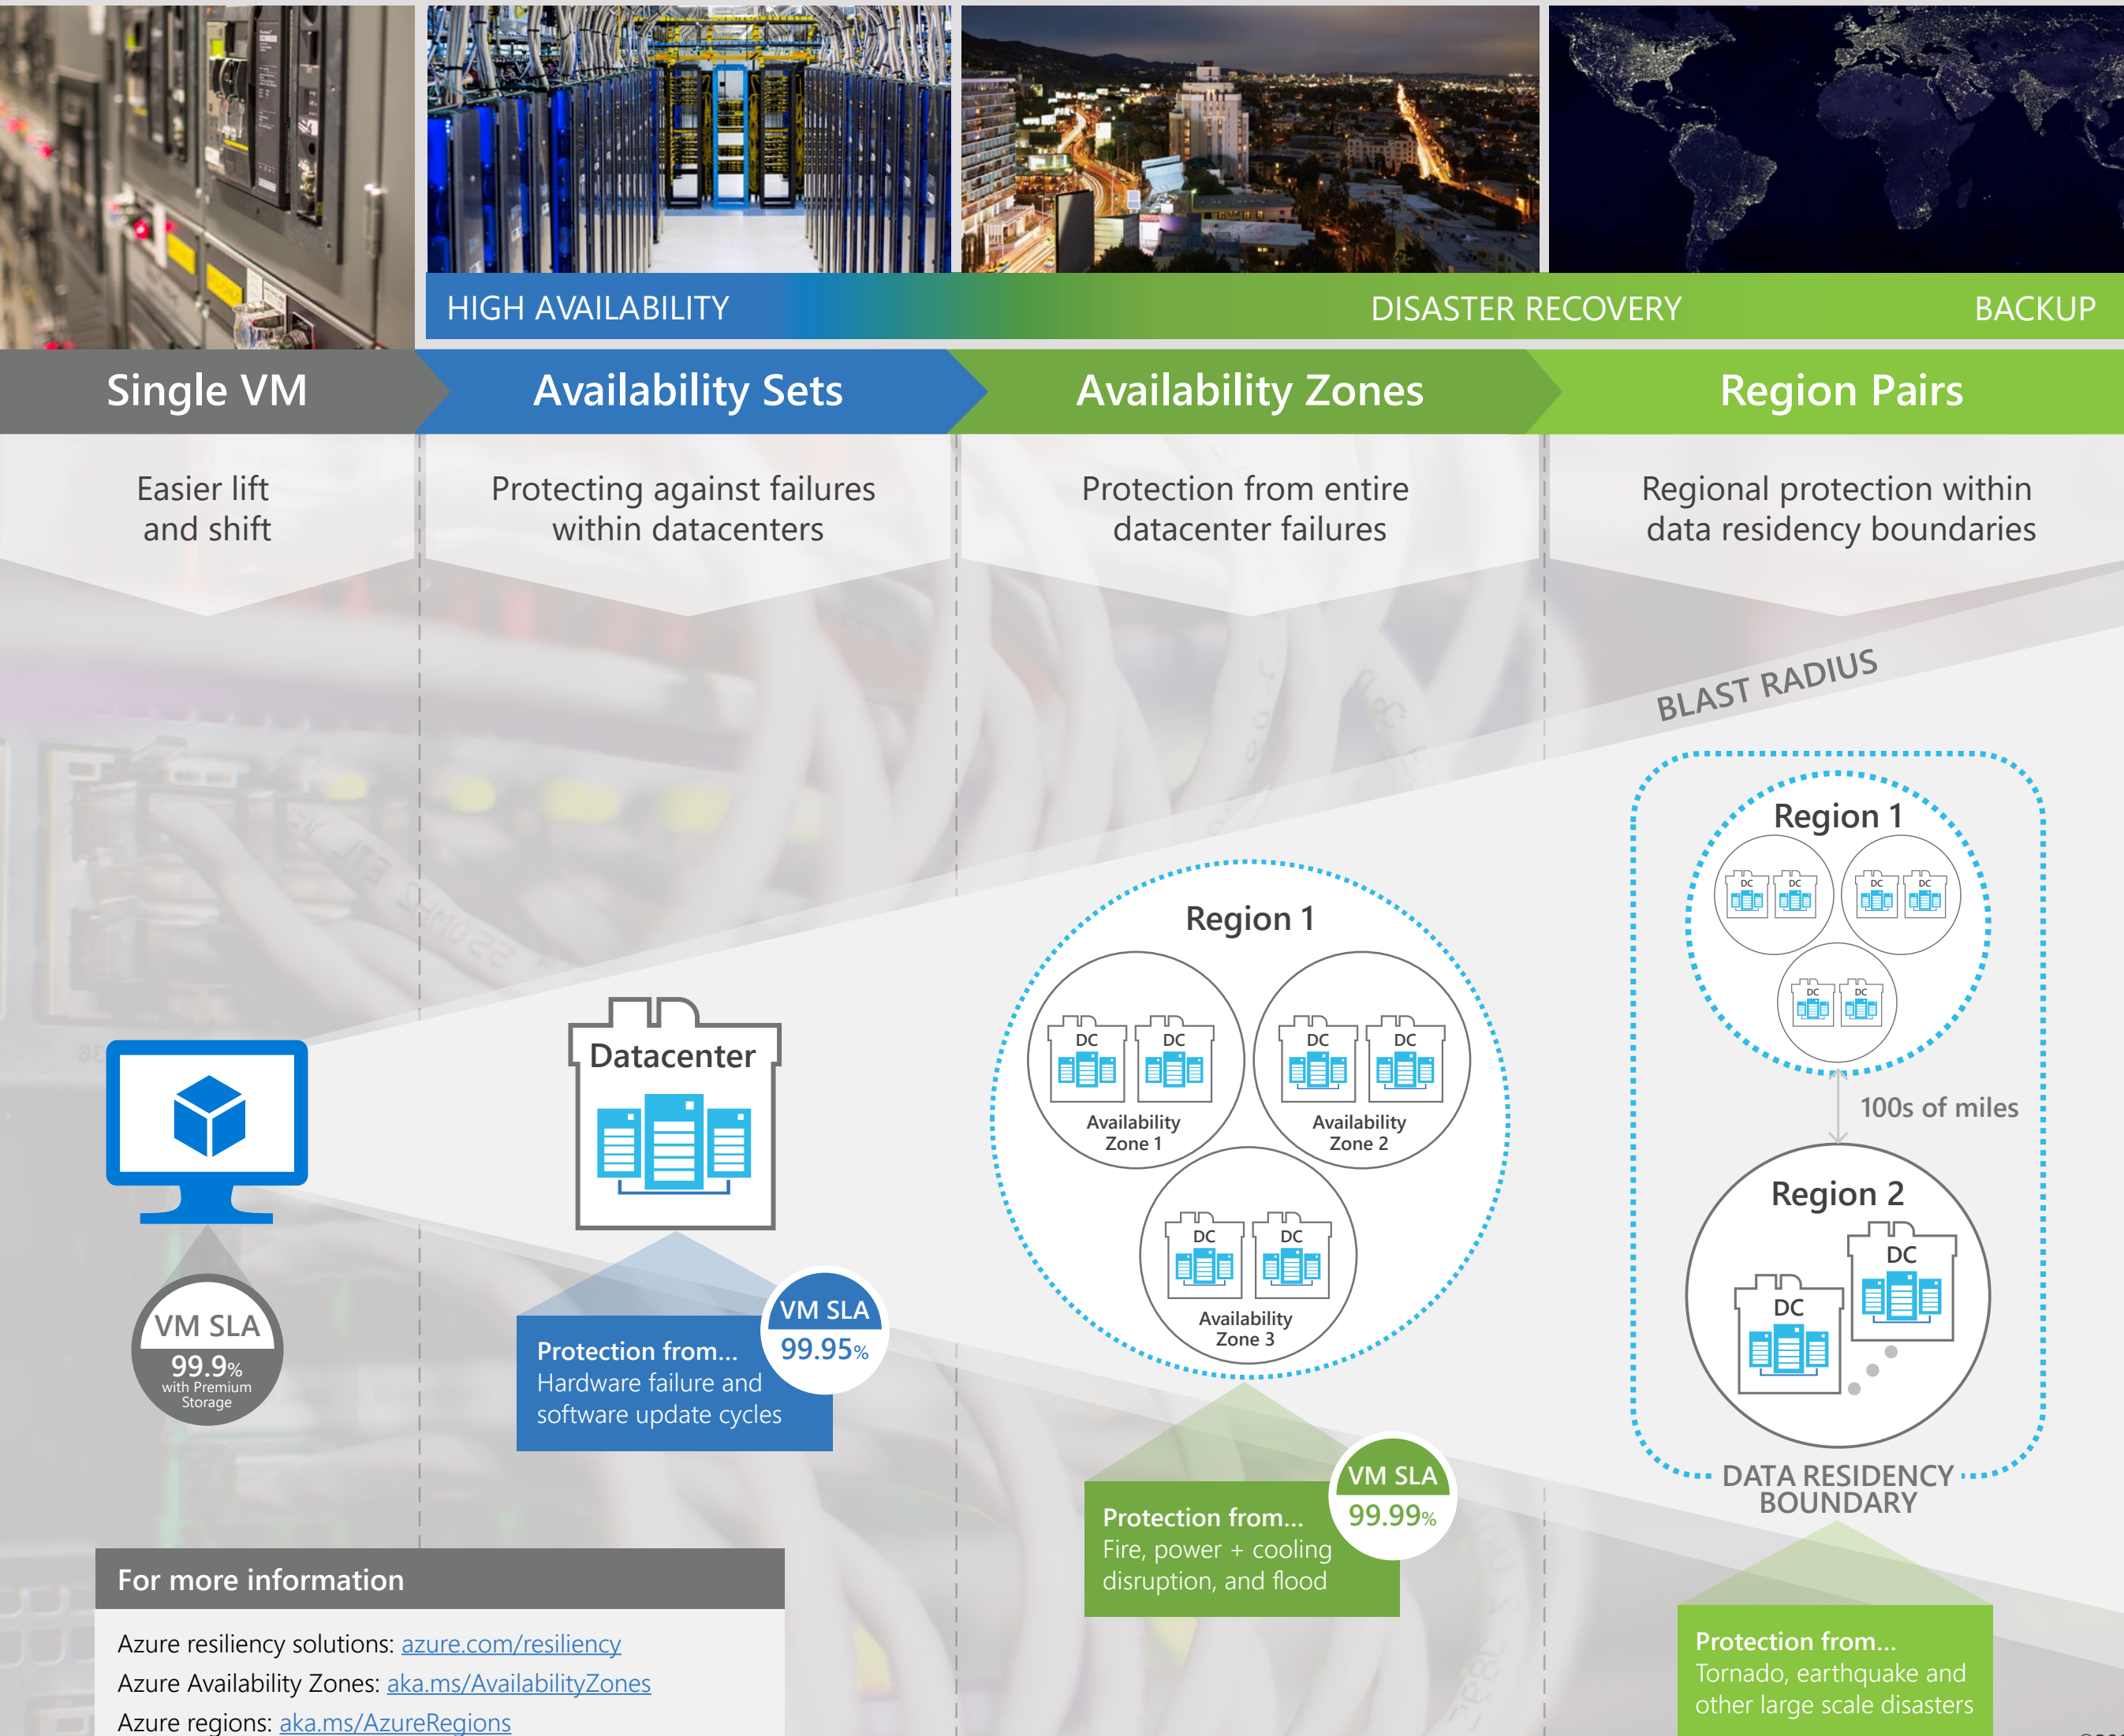 HIGH AVAILABILITY
DISASTER RECOVERY
BACKUP
Single VM
Availability Sets
Availability Zones
Region Pairs
Easier lift
and shift
Protecting against failures
within datacenters
Protection from entire
datacenter failures
Regional protection within
data residency boundaries
BLAST RADIUS
Datacenter
VM SLA
99.9%
with Premium
Storage
Protection from...
Hardware failure and
software update cycles
VM SLA
99.95%
Region 1
DC
DC
Availability
Zone 1
DC
DC
Availability
Zone 2
DC
DC
Availability
Zone 3
Protection from...
Fire, power + cooling
disruption, and flood
VM SLA
99.99%
Region 1
DC
DC
DC
DC
DC
DC
100s of miles
Region 2
DC
DC
DATA RESIDENCY
BOUNDARY
Protection from...
Tornado, earthquake and
other large scale disasters
For more information
Azure resiliency solutions: azure.com/resiliency
Azure Availability Zones: aka.ms/AvailabilityZones
Azure regions: aka.ms/AzureRegions